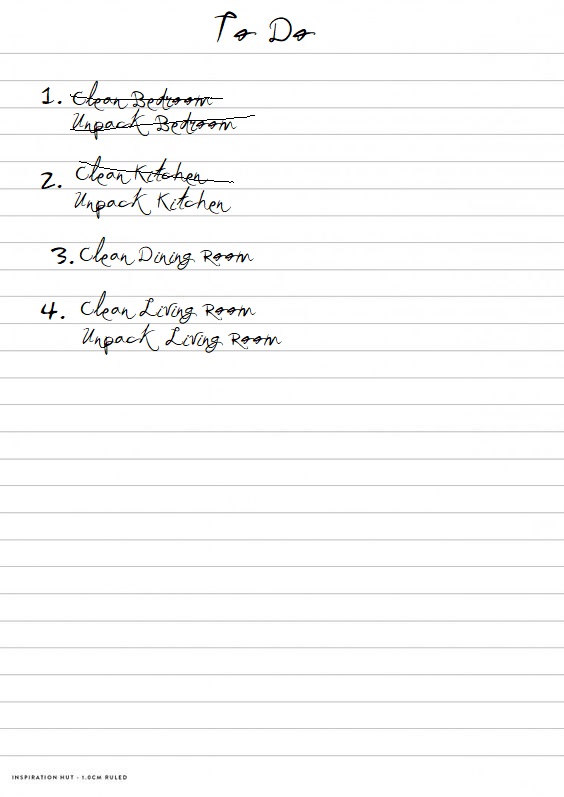 To Do
1. Clean Bedroom
Unpack Bedroom
2. Clean Kitchen
Unpack Kitchen
3. Clean Dining Room
4. Clean Living Room
Unpack Living Room
INSPIRATION HUT - 1.0CM RULED